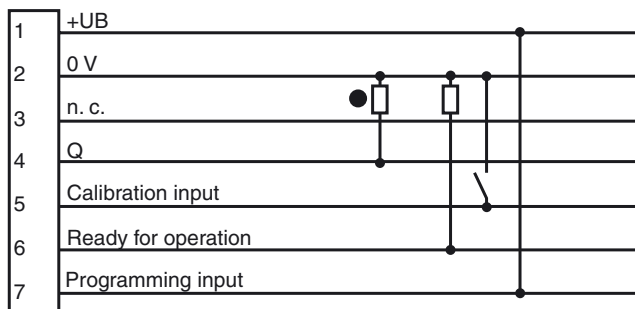 1 +UB
2 0 V
3 n. c.
4 Q
5 Calibration input
6 Ready for operation
7 Programming input